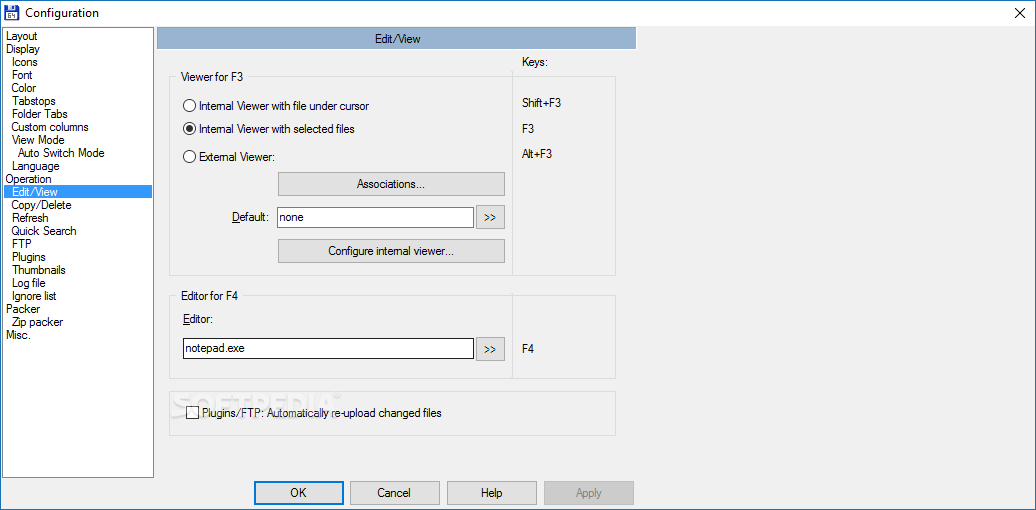 Configuration
Layout
Display
Icons
Font
Color
Tabstops
Folder Tabs
Custom columns
View Mode
Auto Switch Mode
Language
Operation
Edit/View
Copy/Delete
Refresh
Quick Search
FTP
Plugins
Thumbnails
Log file
Ignore list
Packer
Zip packer
Misc.
Edit/View
Keys:
Viewer for F3
Internal Viewer with file under cursor
Shift+F3
Internal Viewer with selected files
F3
External Viewer:
Alt+F3
Associations...
Default: none >>
Configure internal viewer...
Editor for F4
Editor:
notepad.exe >>
F4
SOFTPEDIA
Plugins/FTP: Automatically re-upload changed files
OK Cancel Help Apply